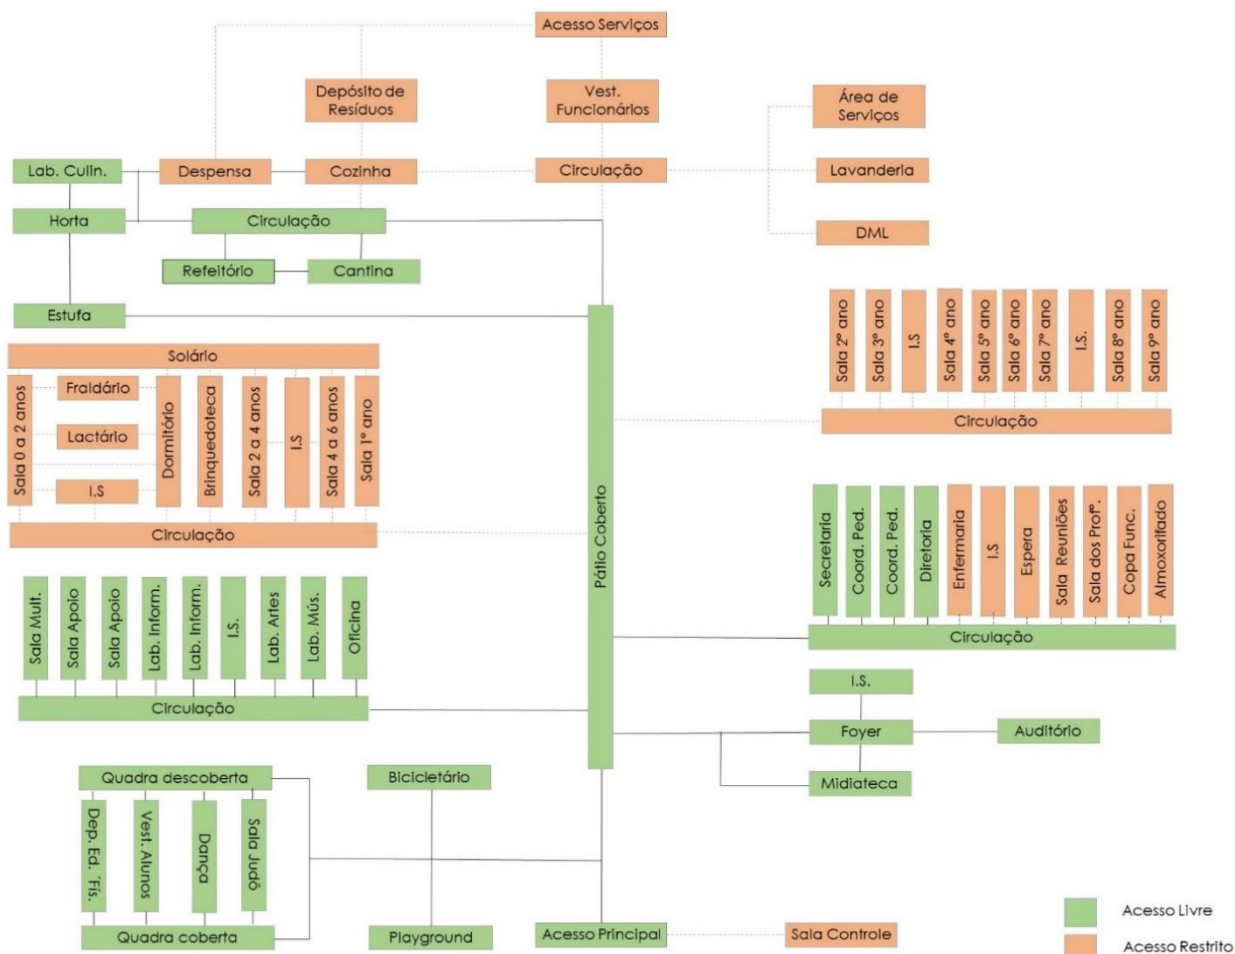 Acesso Serviços
Depósito de
Resíduos
Vest.
Funcionários
Área de
Serviços
Lab. Culin.
Despensa
Cozinha
Circulação
Lavanderia
Horta
Circulação
DML
Refeitório
Cantina
Estufa
Solário
Sala 0 a 2 anos
Fraldário
Lactário
I.S
Dormitório
Brinquedoteca
Sala 2 a 4 anos
I.S
Sala 4 a 6 anos
Sala 1º ano
Circulação
Pátio Coberto
Sala 2º ano
Sala 3º ano
I.S
Sala 4º ano
Sala 5º ano
Sala 6º ano
Sala 7º ano
I.S.
Sala 8º ano
Sala 9º ano
Circulação
Secretaria
Coord. Ped.
Coord. Ped.
Diretoria
Enfermaria
I.S
Espera
Sala Reuniões
Sala dos Profº.
Copa Func.
Almoxorifado
Circulação
Sala Mult.
Sala Apoio
Sala Apoio
Lab. Inform.
Lab. Inform.
I.S.
Lab. Artes
Lab. Mús.
Oficina
Circulação
I.S.
Foyer
Auditório
Midiateca
Quadra descoberta
Bicicletário
Dep. Ed. ´Fís.
Vest. Alunos
Dança
Sala Judô
Quadra coberta
Playground
Acesso Principal
Sala Controle
Acesso Livre
Acesso Restrito